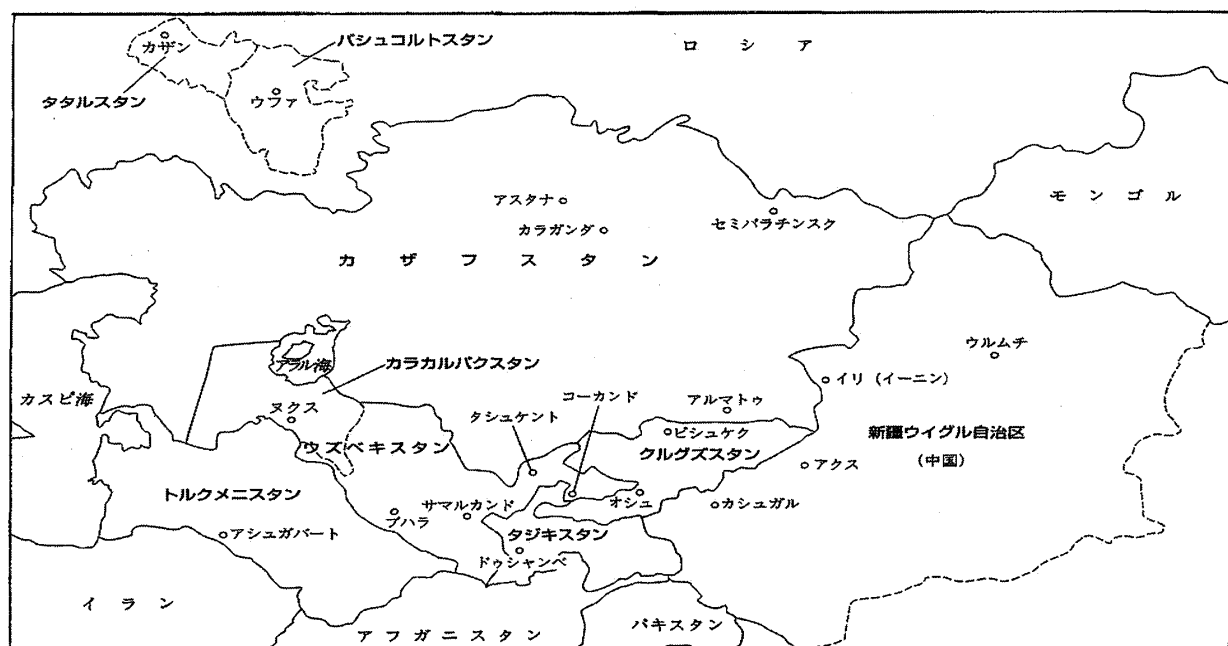 カザン
バシュコルトスタン
ロシア
タタルスタン
ウファ
モンゴル
アスタナ
セミパラチンスク
カラガンダ
カザフスタン
アラル海
カラカルパクスタン
ウルムチ
カスピ海
イリ（イーニン）
コーカンド
アルマトゥ
ヌクス
タシュケント
ウズベキスタン
ビシュケク
新疆ウイグル自治区
（中国）
クルグズスタン
アクス
トルクメニスタン
サマルカンド
オシュ
カシュガル
ブハラ
アシュガバート
タジキスタン
ドゥシャンベ
イラン
アフガニスタン
パキスタン